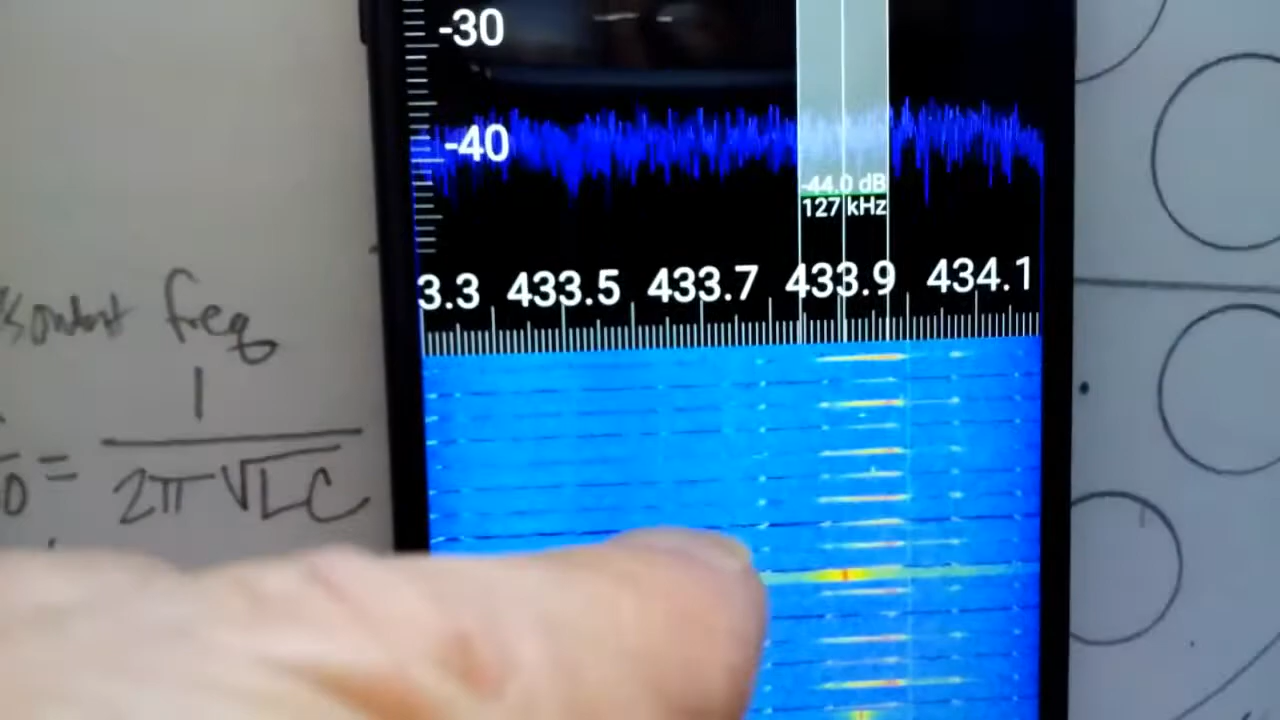 -30
-40
-44.0 dB
127 kHz
3.3 433.5 433.7 433.9 434.1
freq
1
0 = 2π√LC